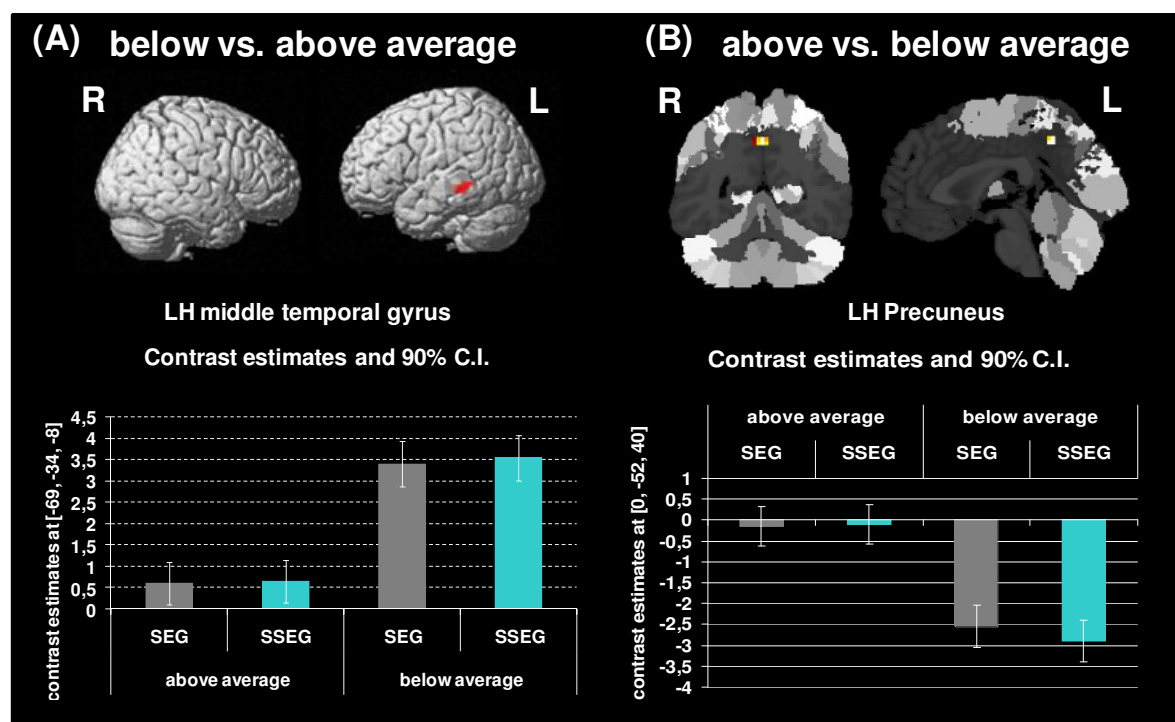 (A) below vs. above average
R
L
LH middle temporal gyrus
Contrast estimates and 90% C.I.
contrast estimates at [-69, -34, -8]
4,5
4
3,5
3
2,5
2
1,5
1
0,5
0
SEG SSEG SEG SSEG
above average below average
(B) above vs. below average
R
L
LH Precuneus
Contrast estimates and 90% C.I.
contrast estimates at [0, -52, 40]
above average below average
SEG SSEG SEG SSEG
1
0,5
0
-0,5
-1
-1,5
-2
-2,5
-3
-3,5
-4